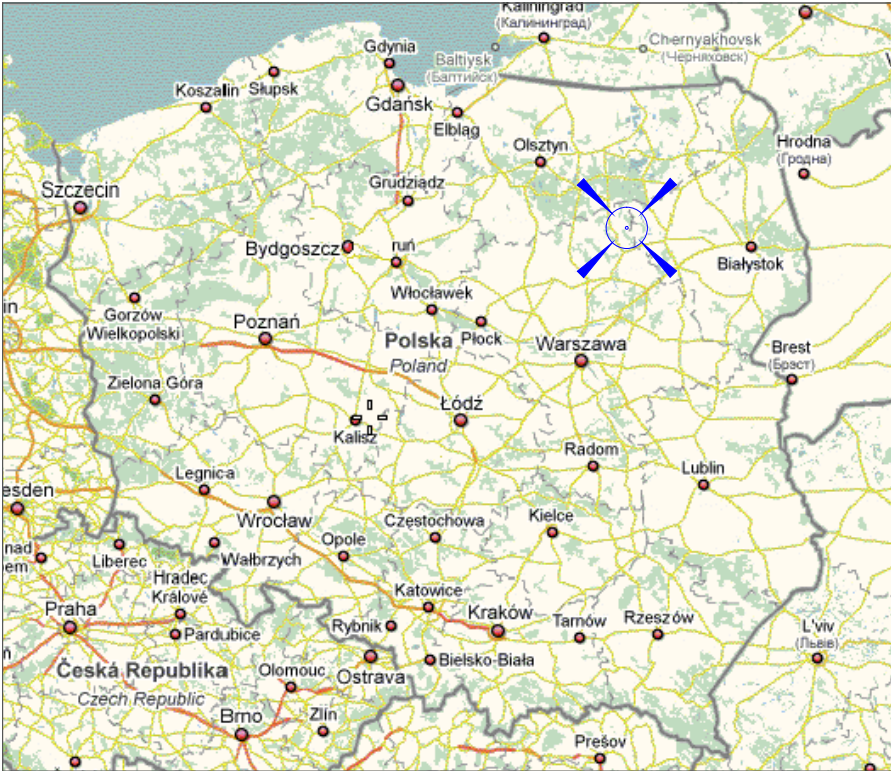 Kaliningrad
(Калининград)
Gdynia
Baltiysk
(Балтийск)
Chernyakhovsk
(Черняховск)
Koszalin
Słupsk
Gdańsk
Elbląg
Olsztyn
Hrodna
(Гродна)
Szczecin
Grudziądz
Bydgoszcz
ruń
Białystok
Włocławek
in
Gorzów
Wielkopolski
Poznań
Polska
Poland
Płock
Warszawa
Brest
(Брэст)
Zielona Góra
Łódź
Kalisz
Radom
Legnica
Lublin
esden
Wrocław
Częstochowa
Kielce
Opole
nad
bem
Liberec
Wałbrzych
Hradec
Králové
Katowice
Praha
Pardubice
Rybnik
Kraków
Tarnów
Rzeszów
L'viv
(Львів)
Česká Republika
Czech Republic
Olomouc
Ostrava
Bielsko-Biała
Brno
Zlín
Prešov